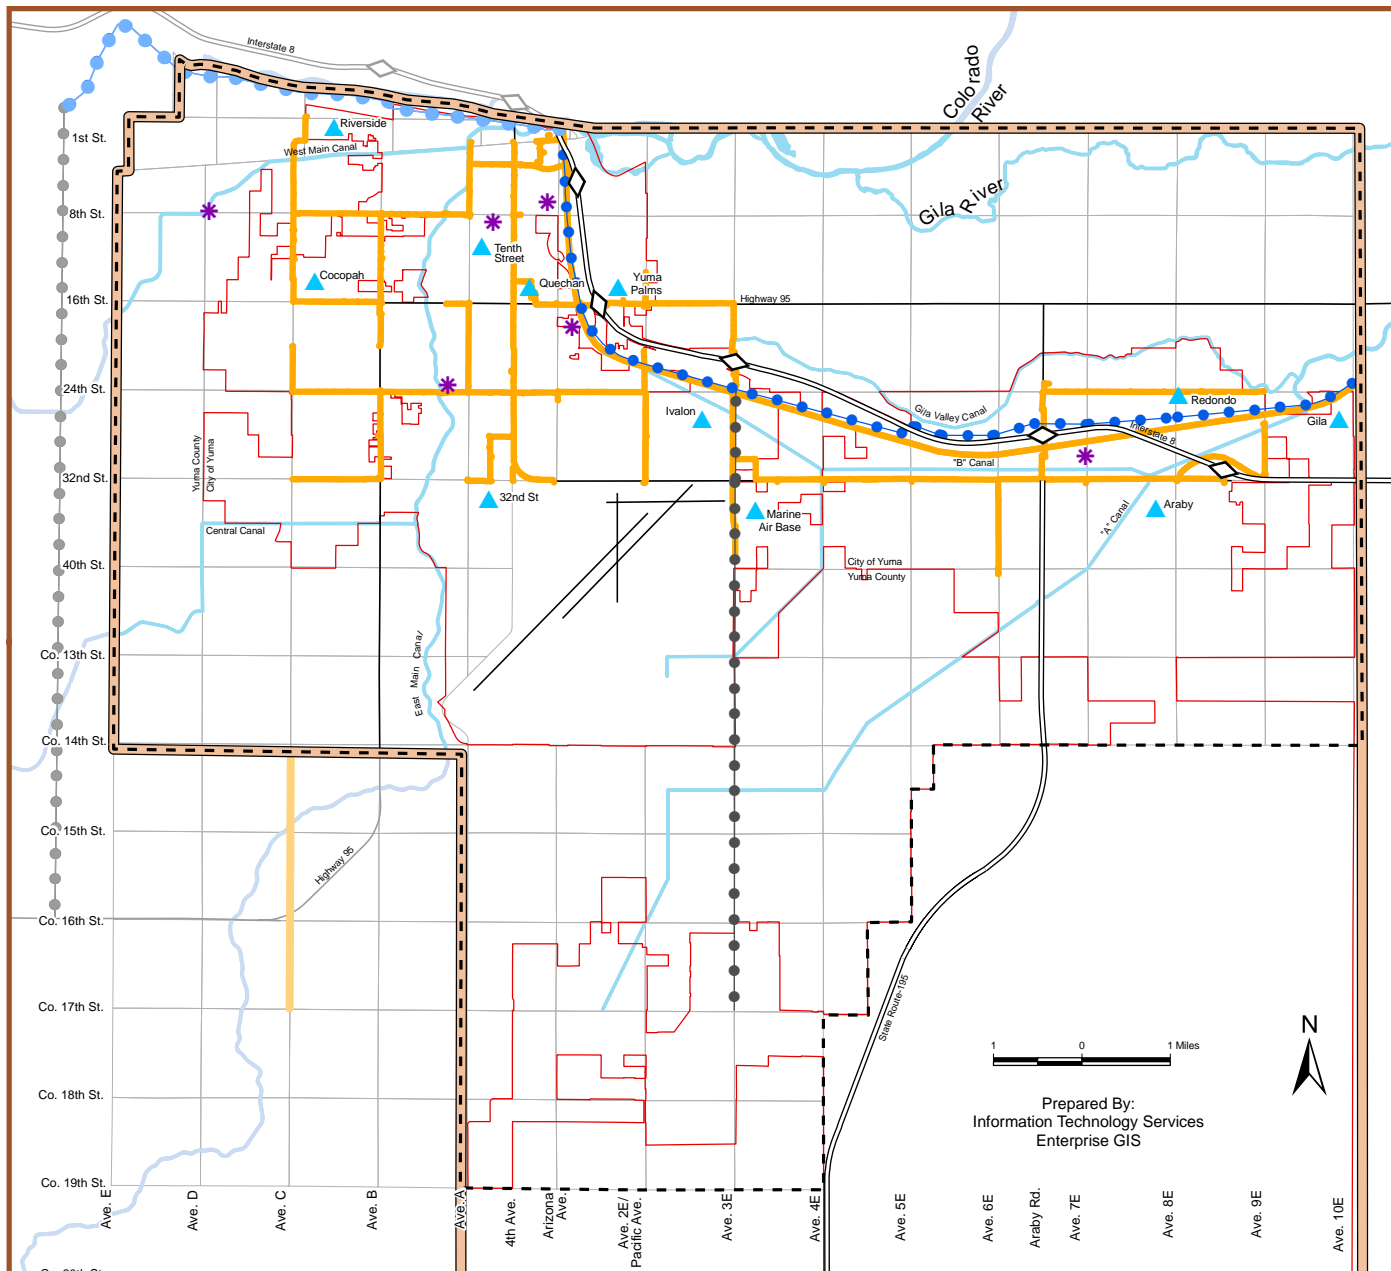 Interstate 8
Colorado
River
1st St.
Riverside
West Main Canal
8th St.
Gila River
Tenth
Street
Cocopah
Quechan
Yuma
Palms
16th St.
Highway 95
24th St.
Ivalon
Gila Valley Canal
Redondo
Gila
Interstate 8
Yuma County
City of Yuma
"B" Canal
32nd St.
32nd St
Marine
Air Base
"A" Canal
Araby
Central Canal
40th St.
City of Yuma
Yuma County
Co. 13th St.
East Main Canal
Co. 14th St.
Co. 15th St.
Highway 95
Co. 16th St.
Co. 17th St.
State Route-195
N
1 0 1 Miles
Co. 18th St.
Prepared By:
Information Technology Services
Enterprise GIS
Co. 19th St.
Ave. E
Ave. D
Ave. C
Ave. B
Ave. A
4th Ave.
Arizona
Ave.
Ave. 2E/
Pacific Ave.
Ave. 3E
Ave. 4E
Ave. 5E
Ave. 6E
Araby Rd.
Ave. 7E
Ave. 8E
Ave. 9E
Ave. 10E